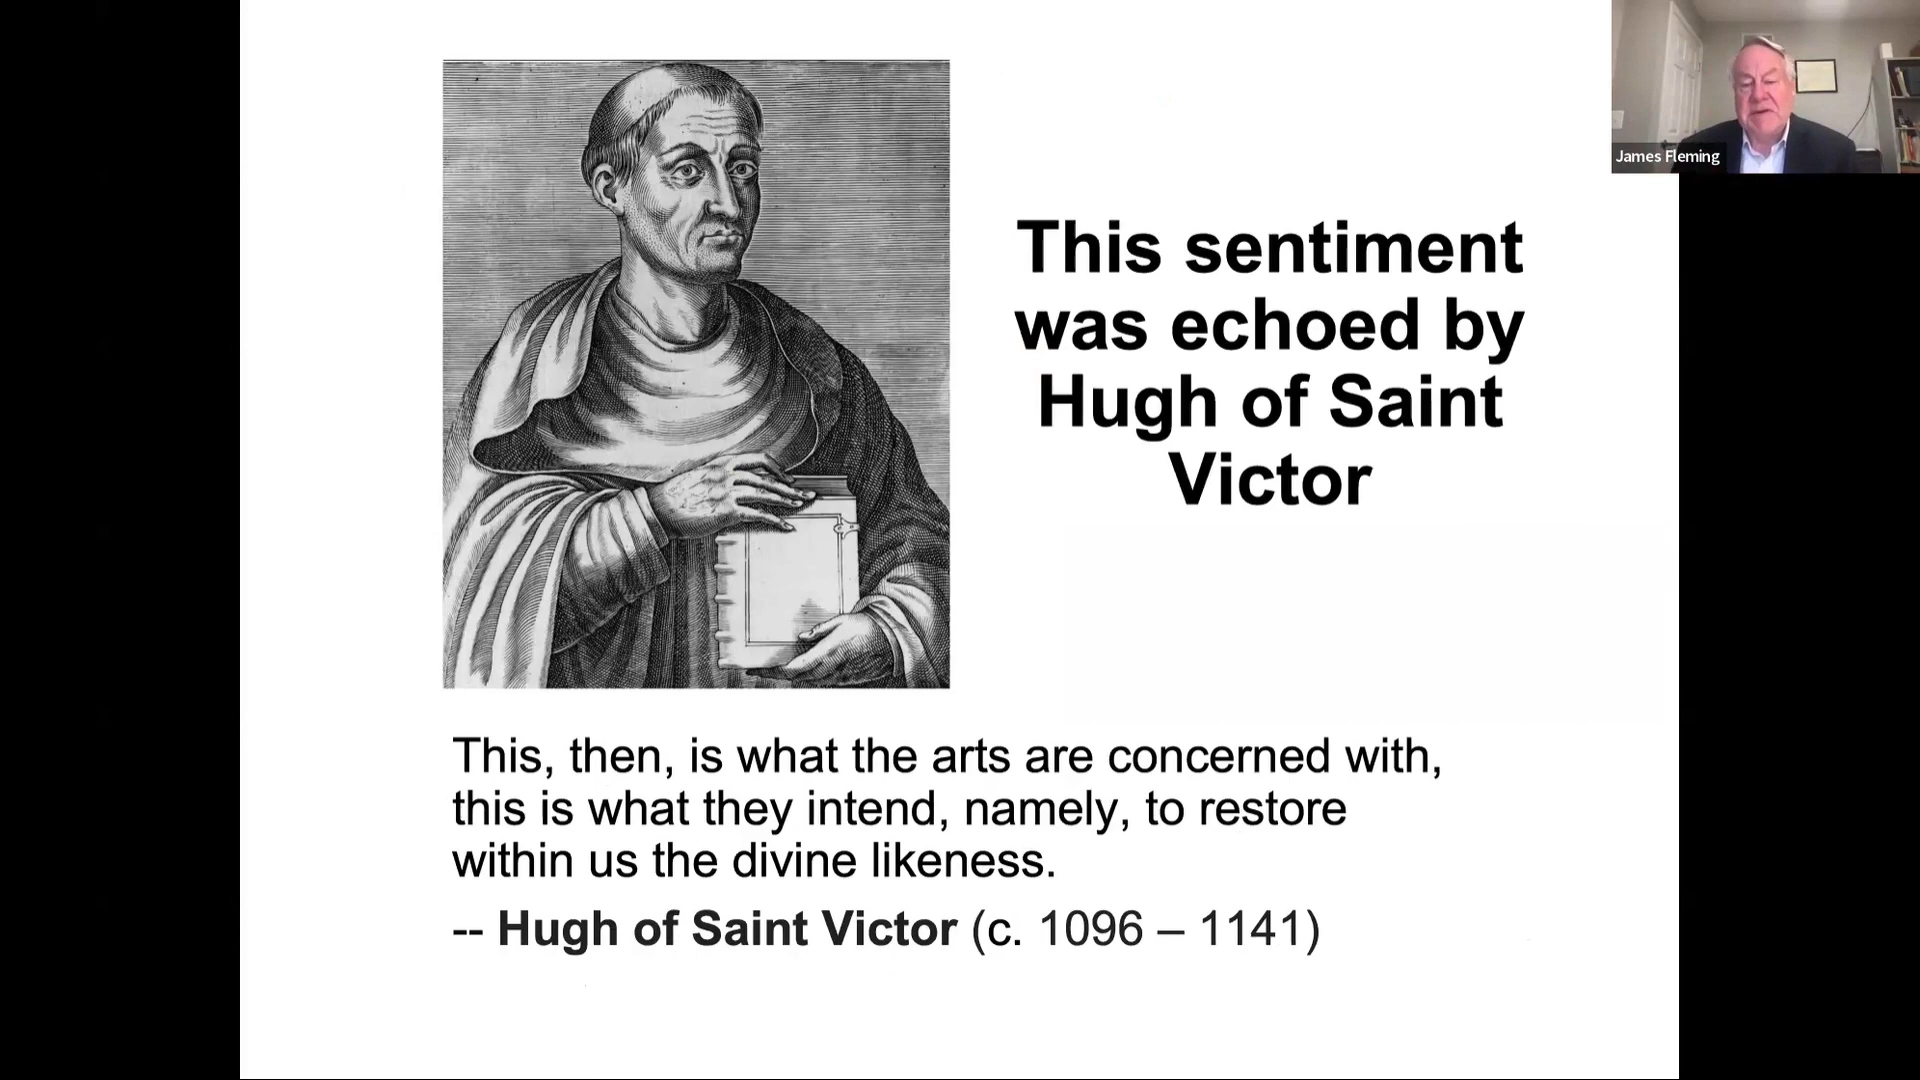 James Fleming
This sentiment
was echoed by
Hugh of Saint
Victor
This, then, is what the arts are concerned with,
this is what they intend, namely, to restore
within us the divine likeness.
-- Hugh of Saint Victor (c. 1096 – 1141)